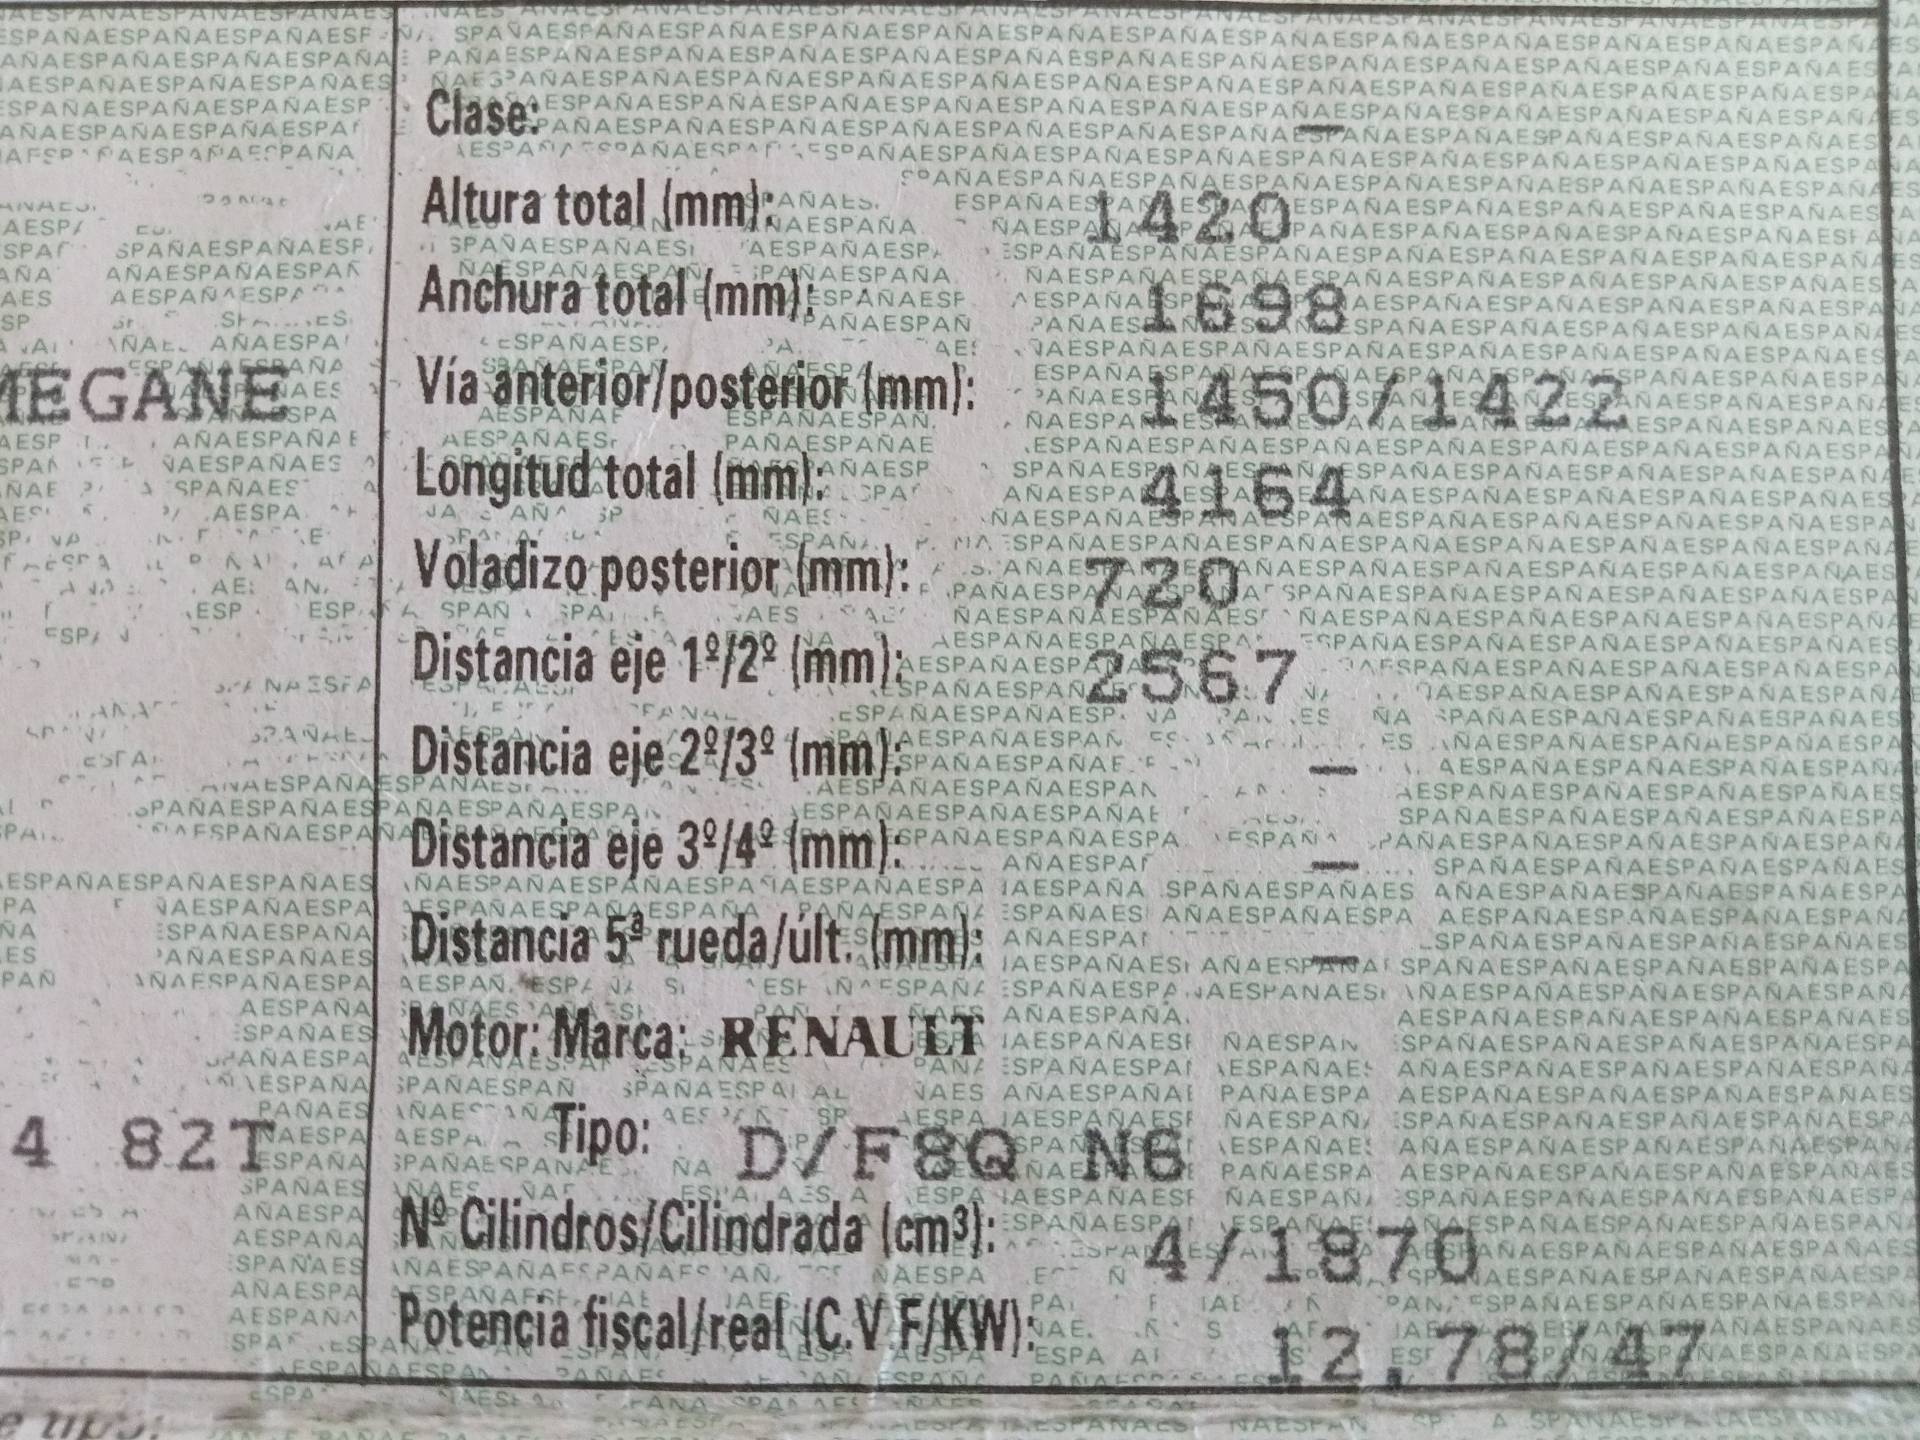 Clase: —
Altura total (mm): 1420
Anchura total (mm): 1698
MEGANE
Vía anterior/posterior (mm): 1450/1422
Longitud total (mm): 4164
Voladizo posterior (mm): 720
Distancia eje 1º/2º (mm): 2567
Distancia eje 2º/3º (mm): —
Distancia eje 3º/4º (mm): —
Distancia 5ª rueda/últ. (mm): —
Motor: Marca: RENAULT
4 82T
Tipo: D/F8Q N6
Nº Cilindros/Cilindrada (cm³): 4/1870
Potencia fiscal/real (C.V.F/KW): 12,78/47